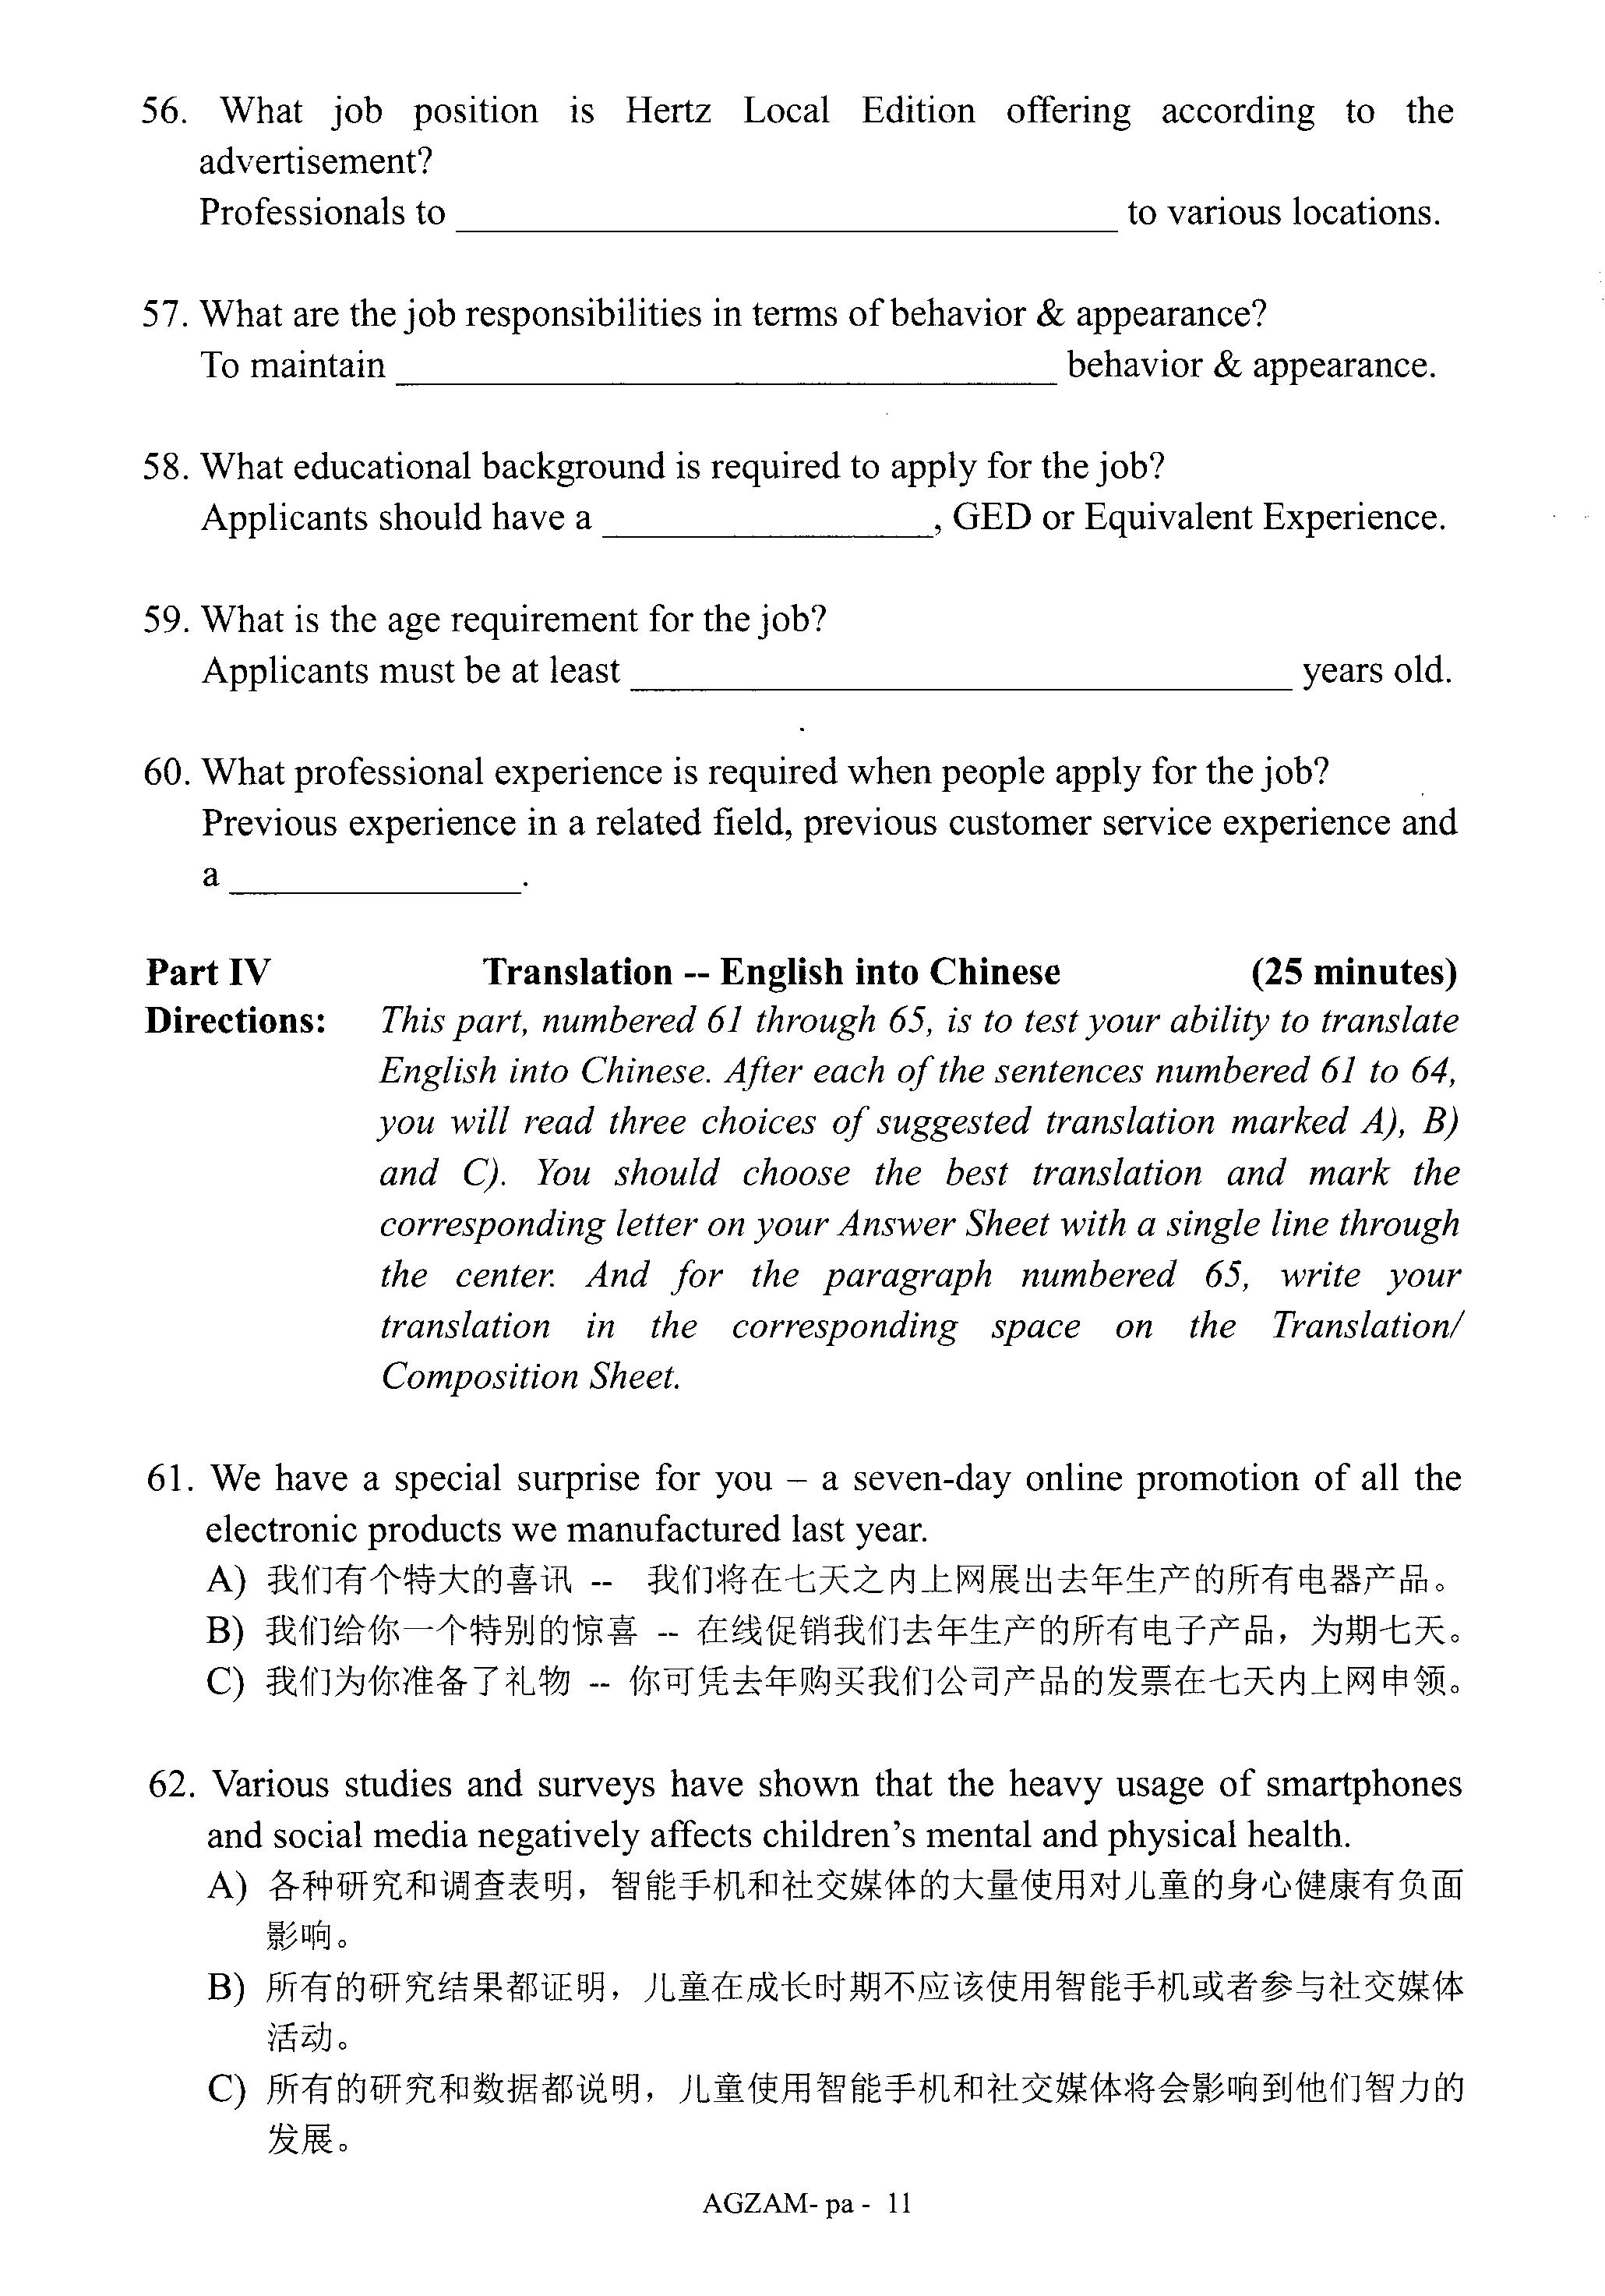 56. What job position is Hertz Local Edition offering according to the
advertisement?
Professionals to ______________________________ to various locations.
57. What are the job responsibilities in terms of behavior & appearance?
To maintain ______________________________ behavior & appearance.
58. What educational background is required to apply for the job?
Applicants should have a _______________, GED or Equivalent Experience.
59. What is the age requirement for the job?
Applicants must be at least ______________________________ years old.
60. What professional experience is required when people apply for the job?
Previous experience in a related field, previous customer service experience and
a _____________.
Part IV Translation -- English into Chinese (25 minutes)
Directions: This part, numbered 61 through 65, is to test your ability to translate
English into Chinese. After each of the sentences numbered 61 to 64,
you will read three choices of suggested translation marked A), B)
and C). You should choose the best translation and mark the
corresponding letter on your Answer Sheet with a single line through
the center. And for the paragraph numbered 65, write your
translation in the corresponding space on the Translation/
Composition Sheet.
61. We have a special surprise for you – a seven-day online promotion of all the
electronic products we manufactured last year.
A) 我们有个特大的喜讯 -- 我们将在七天之内上网展出去年生产的所有电器产品。
B) 我们给你一个特别的惊喜 -- 在线促销我们去年生产的所有电子产品，为期七天。
C) 我们为你准备了礼物 -- 你可凭去年购买我们公司产品的发票在七天内上网申领。
62. Various studies and surveys have shown that the heavy usage of smartphones
and social media negatively affects children's mental and physical health.
A) 各种研究和调查表明，智能手机和社交媒体的大量使用对儿童的身心健康有负面
影响。
B) 所有的研究结果都证明，儿童在成长时期不应该使用智能手机或者参与社交媒体
活动。
C) 所有的研究和数据都说明，儿童使用智能手机和社交媒体将会影响到他们智力的
发展。
AGZAM- pa - 11